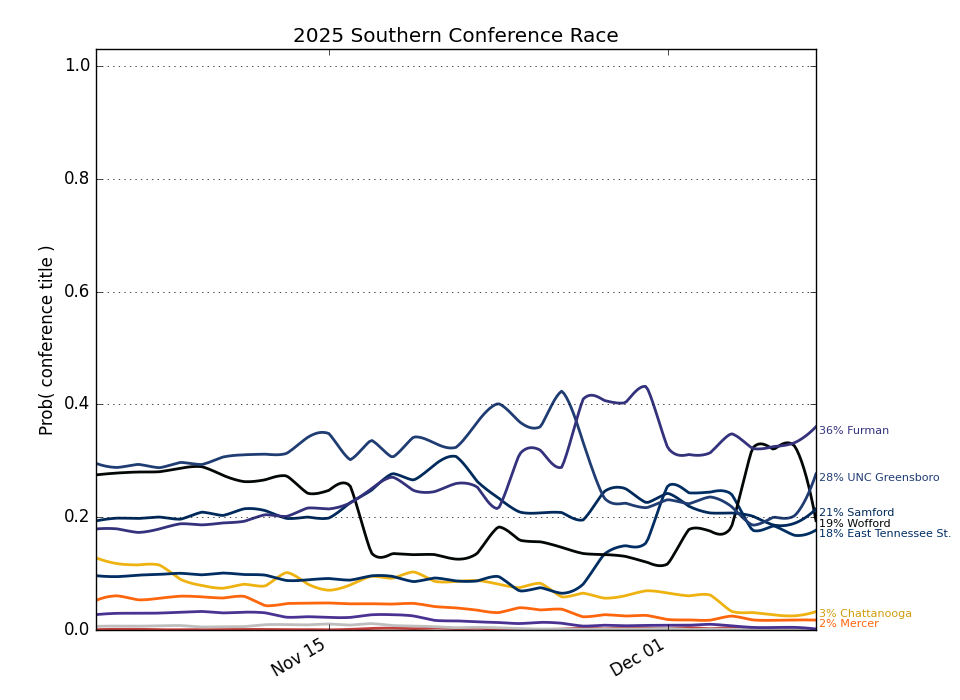 2025 Southern Conference Race
Prob( conference title )
1.0
0.8
0.6
0.4
0.2
0.0
36% Furman
28% UNC Greensboro
21% Samford
19% Wofford
18% East Tennessee St.
3% Chattanooga
2% Mercer
Nov 15
Dec 01